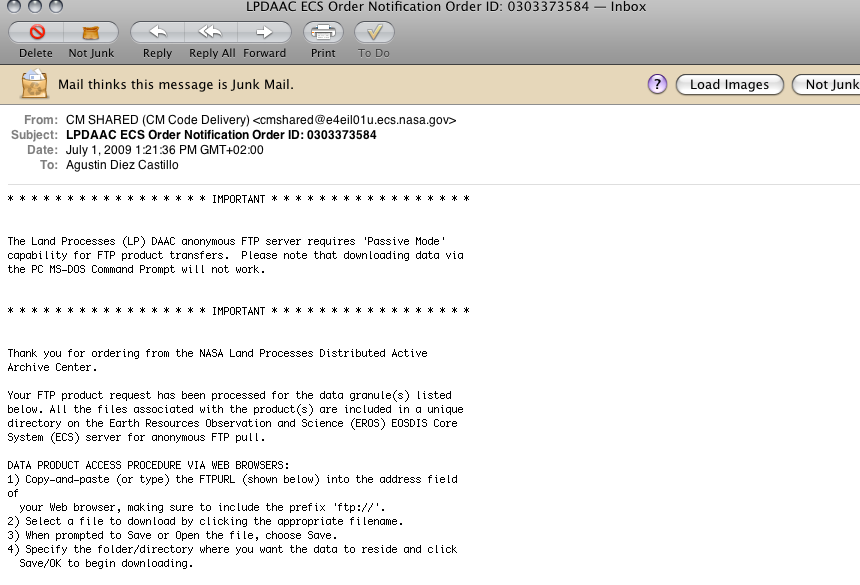 LPDAAC ECS Order Notification Order ID: 0303373584 — Inbox
Delete Not Junk Reply Reply All Forward Print To Do
Mail thinks this message is Junk Mail. ? Load Images Not Junk
From: CM SHARED (CM Code Delivery) <cmshared@e4eil01u.ecs.nasa.gov>
Subject: LPDAAC ECS Order Notification Order ID: 0303373584
Date: July 1, 2009 1:21:36 PM GMT+02:00
To: Agustin Diez Castillo
* * * * * * * * * * * * * * * * * IMPORTANT * * * * * * * * * * * * * * * * *
The Land Processes (LP) DAAC anonymous FTP server requires 'Passive Mode'
capability for FTP product transfers.  Please note that downloading data via
the PC MS-DOS Command Prompt will not work.
* * * * * * * * * * * * * * * * * IMPORTANT * * * * * * * * * * * * * * * * *
Thank you for ordering from the NASA Land Processes Distributed Active
Archive Center.
Your FTP product request has been processed for the data granule(s) listed
below. All the files associated with the product(s) are included in a unique
directory on the Earth Resources Observation and Science (EROS) EOSDIS Core
System (ECS) server for anonymous FTP pull.
DATA PRODUCT ACCESS PROCEDURE VIA WEB BROWSERS:
1) Copy-and-paste (or type) the FTPURL (shown below) into the address field
of
your Web browser, making sure to include the prefix 'ftp://'.
2) Select a file to download by clicking the appropriate filename.
3) When prompted to Save or Open the file, choose Save.
4) Specify the folder/directory where you want the data to reside and click
Save/OK to begin downloading.